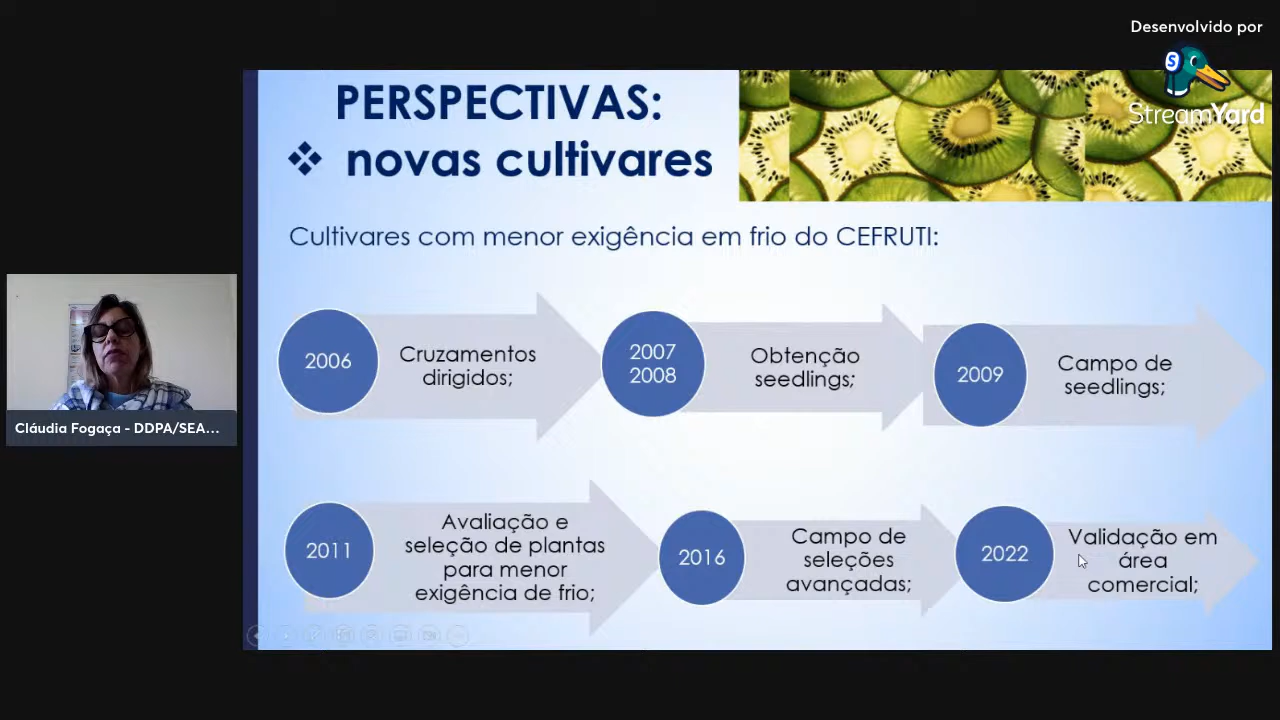 Desenvolvido por
StreamYard
PERSPECTIVAS:
❖ novas cultivares
Cultivares com menor exigência em frio do CEFRUTI:
2006
Cruzamentos
dirigidos;
2007
2008
Obtenção
seedlings;
2009
Campo de
seedlings;
Cláudia Fogaça - DDPA/SEA...
2011
Avaliação e
seleção de plantas
para menor
exigência de frio;
2016
Campo de
seleções
avançadas;
2022
Validação em
área
comercial;